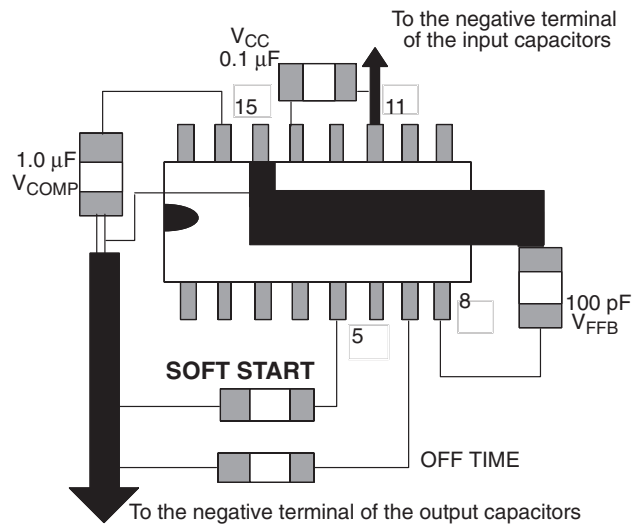 To the negative terminal
of the input capacitors
VCC
0.1 μF
15
11
1.0 μF
VCOMP
8
100 pF
VFFB
5
SOFT START
OFF TIME
To the negative terminal of the output capacitors